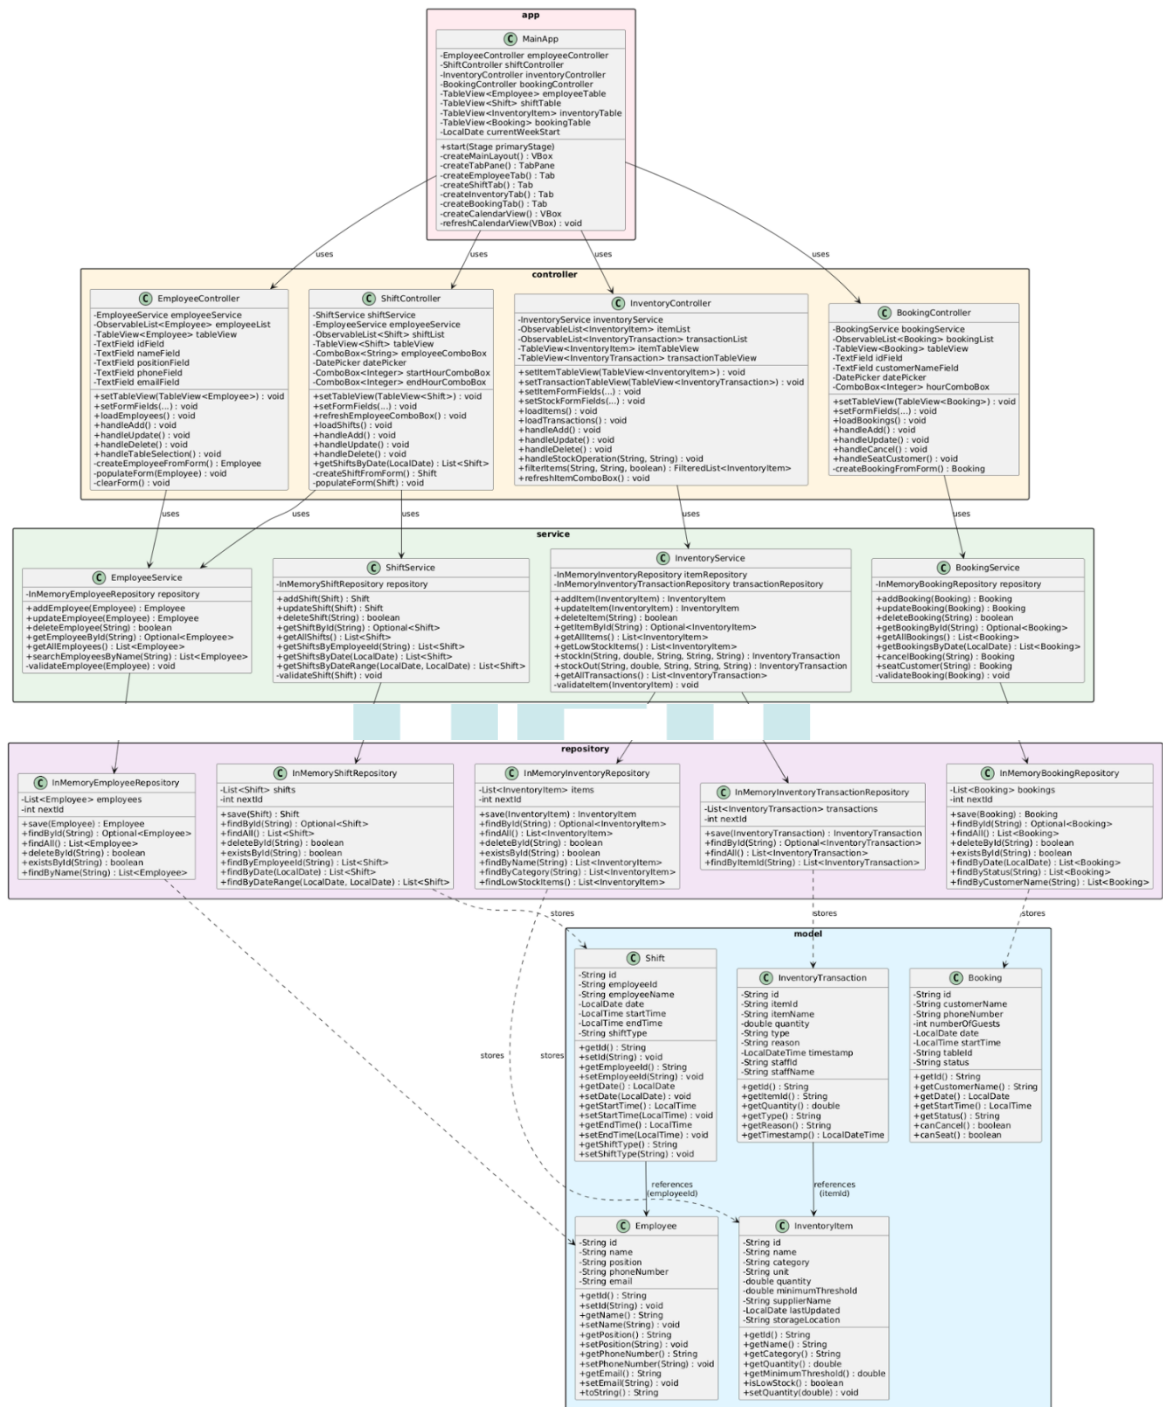 app
C MainApp
-EmployeeController employeeController
-ShiftController shiftController
-InventoryController inventoryController
-BookingController bookingController
-TableView<Employee> employeeTable
-TableView<Shift> shiftTable
-TableView<InventoryItem> inventoryTable
-TableView<Booking> bookingTable
-LocalDate currentWeekStart
+start(Stage primaryStage)
-createMainLayout() : VBox
-createTabPane() : TabPane
-createEmployeeTab() : Tab
-createShiftTab() : Tab
-createInventoryTab() : Tab
-createBookingTab() : Tab
-createCalendarView() : VBox
-refreshCalendarView(VBox) : void
uses
uses
uses
uses
controller
C EmployeeController
-EmployeeService employeeService
-ObservableList<Employee> employeeList
-TableView<Employee> tableView
-TextField idField
-TextField nameField
-TextField positionField
-TextField phoneField
-TextField emailField
+setTableView(TableView<Employee>) : void
+setFormFields(...) : void
+loadEmployees() : void
+handleAdd() : void
+handleUpdate() : void
+handleDelete() : void
+handleTableSelection() : void
-createEmployeeFromForm() : Employee
-populateForm(Employee) : void
-clearForm() : void
C ShiftController
-ShiftService shiftService
-EmployeeService employeeService
-ObservableList<Shift> shiftList
-TableView<Shift> tableView
-ComboBox<String> employeeComboBox
-DatePicker datePicker
-ComboBox<Integer> startHourComboBox
-ComboBox<Integer> endHourComboBox
+setTableView(TableView<Shift>) : void
+setFormFields(...) : void
+refreshEmployeeComboBox() : void
+loadShifts() : void
+handleAdd() : void
+handleUpdate() : void
+handleDelete() : void
+getShiftsByDate(LocalDate) : List<Shift>
-createShiftFromForm() : Shift
-populateForm(Shift) : void
C InventoryController
-InventoryService inventoryService
-ObservableList<InventoryItem> itemList
-ObservableList<InventoryTransaction> transactionList
-TableView<InventoryItem> itemTableView
-TableView<InventoryTransaction> transactionTableView
+setItemTableView(TableView<InventoryItem>) : void
+setTransactionTableView(TableView<InventoryTransaction>) : void
+setItemFormFields(...) : void
+setStockFormFields(...) : void
+loadItems() : void
+loadTransactions() : void
+handleAdd() : void
+handleUpdate() : void
+handleDelete() : void
+handleStockOperation(String, String) : void
+filterItems(String, String, boolean) : FilteredList<InventoryItem>
+refreshItemComboBox() : void
C BookingController
-BookingService bookingService
-ObservableList<Booking> bookingList
-TableView<Booking> tableView
-TextField idField
-TextField customerNameField
-DatePicker datePicker
-ComboBox<Integer> hourComboBox
+setTableView(TableView<Booking>) : void
+setFormFields(...) : void
+loadBookings() : void
+handleAdd() : void
+handleUpdate() : void
+handleCancel() : void
+handleSeatCustomer() : void
-createBookingFromForm() : Booking
uses
uses
uses
uses
uses
service
C EmployeeService
-InMemoryEmployeeRepository repository
+addEmployee(Employee) : Employee
+updateEmployee(Employee) : Employee
+deleteEmployee(String) : boolean
+getEmployeeById(String) : Optional<Employee>
+getAllEmployees() : List<Employee>
+searchEmployeesByName(String) : List<Employee>
-validateEmployee(Employee) : void
C ShiftService
-InMemoryShiftRepository repository
+addShift(Shift) : Shift
+updateShift(Shift) : Shift
+deleteShift(String) : boolean
+getShiftById(String) : Optional<Shift>
+getAllShifts() : List<Shift>
+getShiftsByEmployeeId(String) : List<Shift>
+getShiftsByDate(LocalDate) : List<Shift>
+getShiftsByDateRange(LocalDate, LocalDate) : List<Shift>
-validateShift(Shift) : void
C InventoryService
-InMemoryInventoryRepository itemRepository
-InMemoryInventoryTransactionRepository transactionRepository
+addItem(InventoryItem) : InventoryItem
+updateItem(InventoryItem) : InventoryItem
+deleteItem(String) : boolean
+getItemById(String) : Optional<InventoryItem>
+getAllItems() : List<InventoryItem>
+getLowStockItems() : List<InventoryItem>
+stockIn(String, double, String, String, String) : InventoryTransaction
+stockOut(String, double, String, String, String) : InventoryTransaction
+getAllTransactions() : List<InventoryTransaction>
-validateItem(InventoryItem) : void
C BookingService
-InMemoryBookingRepository repository
+addBooking(Booking) : Booking
+updateBooking(Booking) : Booking
+deleteBooking(String) : boolean
+getBookingById(String) : Optional<Booking>
+getAllBookings() : List<Booking>
+getBookingsByDate(LocalDate) : List<Booking>
+cancelBooking(String) : Booking
+seatCustomer(String) : Booking
-validateBooking(Booking) : void
repository
C InMemoryEmployeeRepository
-List<Employee> employees
-int nextId
+save(Employee) : Employee
+findById(String) : Optional<Employee>
+findAll() : List<Employee>
+deleteById(String) : boolean
+existsById(String) : boolean
+findByName(String) : List<Employee>
C InMemoryShiftRepository
-List<Shift> shifts
-int nextId
+save(Shift) : Shift
+findById(String) : Optional<Shift>
+findAll() : List<Shift>
+deleteById(String) : boolean
+existsById(String) : boolean
+findByEmployeeId(String) : List<Shift>
+findByDate(LocalDate) : List<Shift>
+findByDateRange(LocalDate, LocalDate) : List<Shift>
C InMemoryInventoryRepository
-List<InventoryItem> items
-int nextId
+save(InventoryItem) : InventoryItem
+findById(String) : Optional<InventoryItem>
+findAll() : List<InventoryItem>
+deleteById(String) : boolean
+existsById(String) : boolean
+findByName(String) : List<InventoryItem>
+findByCategory(String) : List<InventoryItem>
+findLowStockItems() : List<InventoryItem>
C InMemoryInventoryTransactionRepository
-List<InventoryTransaction> transactions
-int nextId
+save(InventoryTransaction) : InventoryTransaction
+findById(String) : Optional<InventoryTransaction>
+findAll() : List<InventoryTransaction>
+findByItemId(String) : List<InventoryTransaction>
C InMemoryBookingRepository
-List<Booking> bookings
-int nextId
+save(Booking) : Booking
+findById(String) : Optional<Booking>
+findAll() : List<Booking>
+deleteById(String) : boolean
+existsById(String) : boolean
+findByDate(LocalDate) : List<Booking>
+findByStatus(String) : List<Booking>
+findByCustomerName(String) : List<Booking>
stores
stores
stores
stores
stores
model
C Shift
-String id
-String employeeId
-String employeeName
-LocalDate date
-LocalTime startTime
-LocalTime endTime
-String shiftType
+getId() : String
+setId(String) : void
+getEmployeeId() : String
+setEmployeeId(String) : void
+getDate() : LocalDate
+setDate(LocalDate) : void
+getStartTime() : LocalTime
+setStartTime(LocalTime) : void
+getEndTime() : LocalTime
+setEndTime(LocalTime) : void
+getShiftType() : String
+setShiftType(String) : void
C InventoryTransaction
-String id
-String itemId
-String itemName
-double quantity
-String type
-String reason
-LocalDateTime timestamp
-String staffId
-String staffName
+getId() : String
+getItemId() : String
+getQuantity() : double
+getType() : String
+getReason() : String
+getTimestamp() : LocalDateTime
C Booking
-String id
-String customerName
-String phoneNumber
-int numberOfGuests
-LocalDate date
-LocalTime startTime
-String tableId
-String status
+getId() : String
+getCustomerName() : String
+getDate() : LocalDate
+getStartTime() : LocalTime
+getStatus() : String
+canCancel() : boolean
+canSeat() : boolean
references
(employeeId)
references
(itemId)
C Employee
-String id
-String name
-String position
-String phoneNumber
-String email
+getId() : String
+setId(String) : void
+getName() : String
+setName(String) : void
+getPosition() : String
+setPosition(String) : void
+getPhoneNumber() : String
+setPhoneNumber(String) : void
+getEmail() : String
+setEmail(String) : void
+toString() : String
C InventoryItem
-String id
-String name
-String category
-String unit
-double quantity
-double minimumThreshold
-String supplierName
-LocalDate lastUpdated
-String storageLocation
+getId() : String
+getName() : String
+getCategory() : String
+getQuantity() : double
+getMinimumThreshold() : double
+isLowStock() : boolean
+setQuantity(double) : void